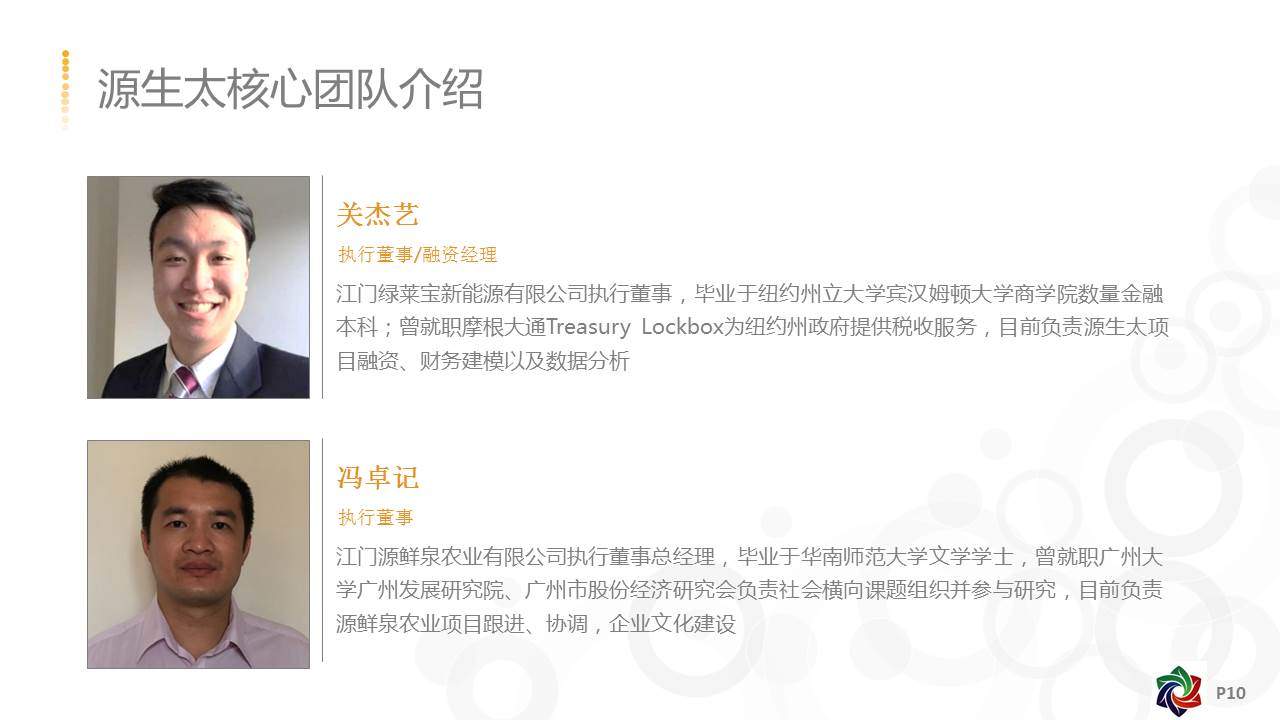 源生太核心团队介绍
关杰艺
执行董事/融资经理
江门绿莱宝新能源有限公司执行董事，毕业于纽约州立大学宾汉姆顿大学商学院数量金融
本科；曾就职摩根大通Treasury Lockbox为纽约州政府提供税收服务，目前负责源生太项
目融资、财务建模以及数据分析
冯卓记
执行董事
江门源鲜泉农业有限公司执行董事总经理，毕业于华南师范大学文学学士，曾就职广州大
学广州发展研究院、广州市股份经济研究会负责社会横向课题组织并参与研究，目前负责
源鲜泉农业项目跟进、协调，企业文化建设
P10